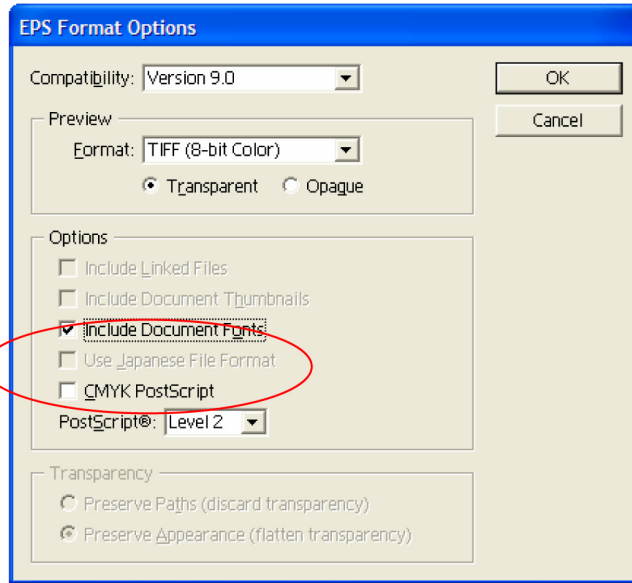 EPS Format Options
Compatibility: Version 9.0
OK
Cancel
Preview
Format: TIFF (8-bit Color)
Transparent Opaque
Options
Include Linked Files
Include Document Thumbnails
Include Document Fonts
Use Japanese File Format
CMYK PostScript
PostScript®: Level 2
Transparency
Preserve Paths (discard transparency)
Preserve Appearance (flatten transparency)